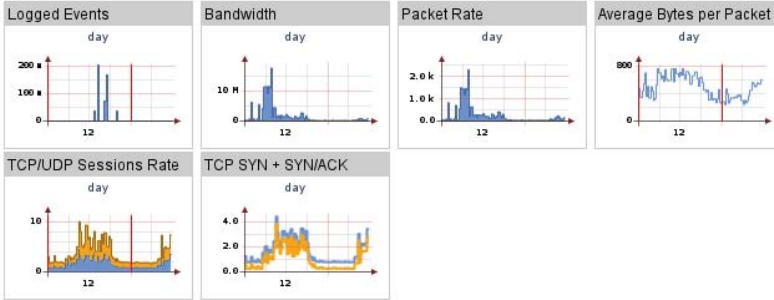 Logged Events
Bandwidth
Packet Rate
Average Bytes per Packet
day
day
day
day
200 m
100 m
0
12
10 M
0
12
2.0 k
1.0 k
0.0
12
800
0
12
TCP/UDP Sessions Rate
TCP SYN + SYN/ACK
day
day
10
0
12
4.0
2.0
0.0
12